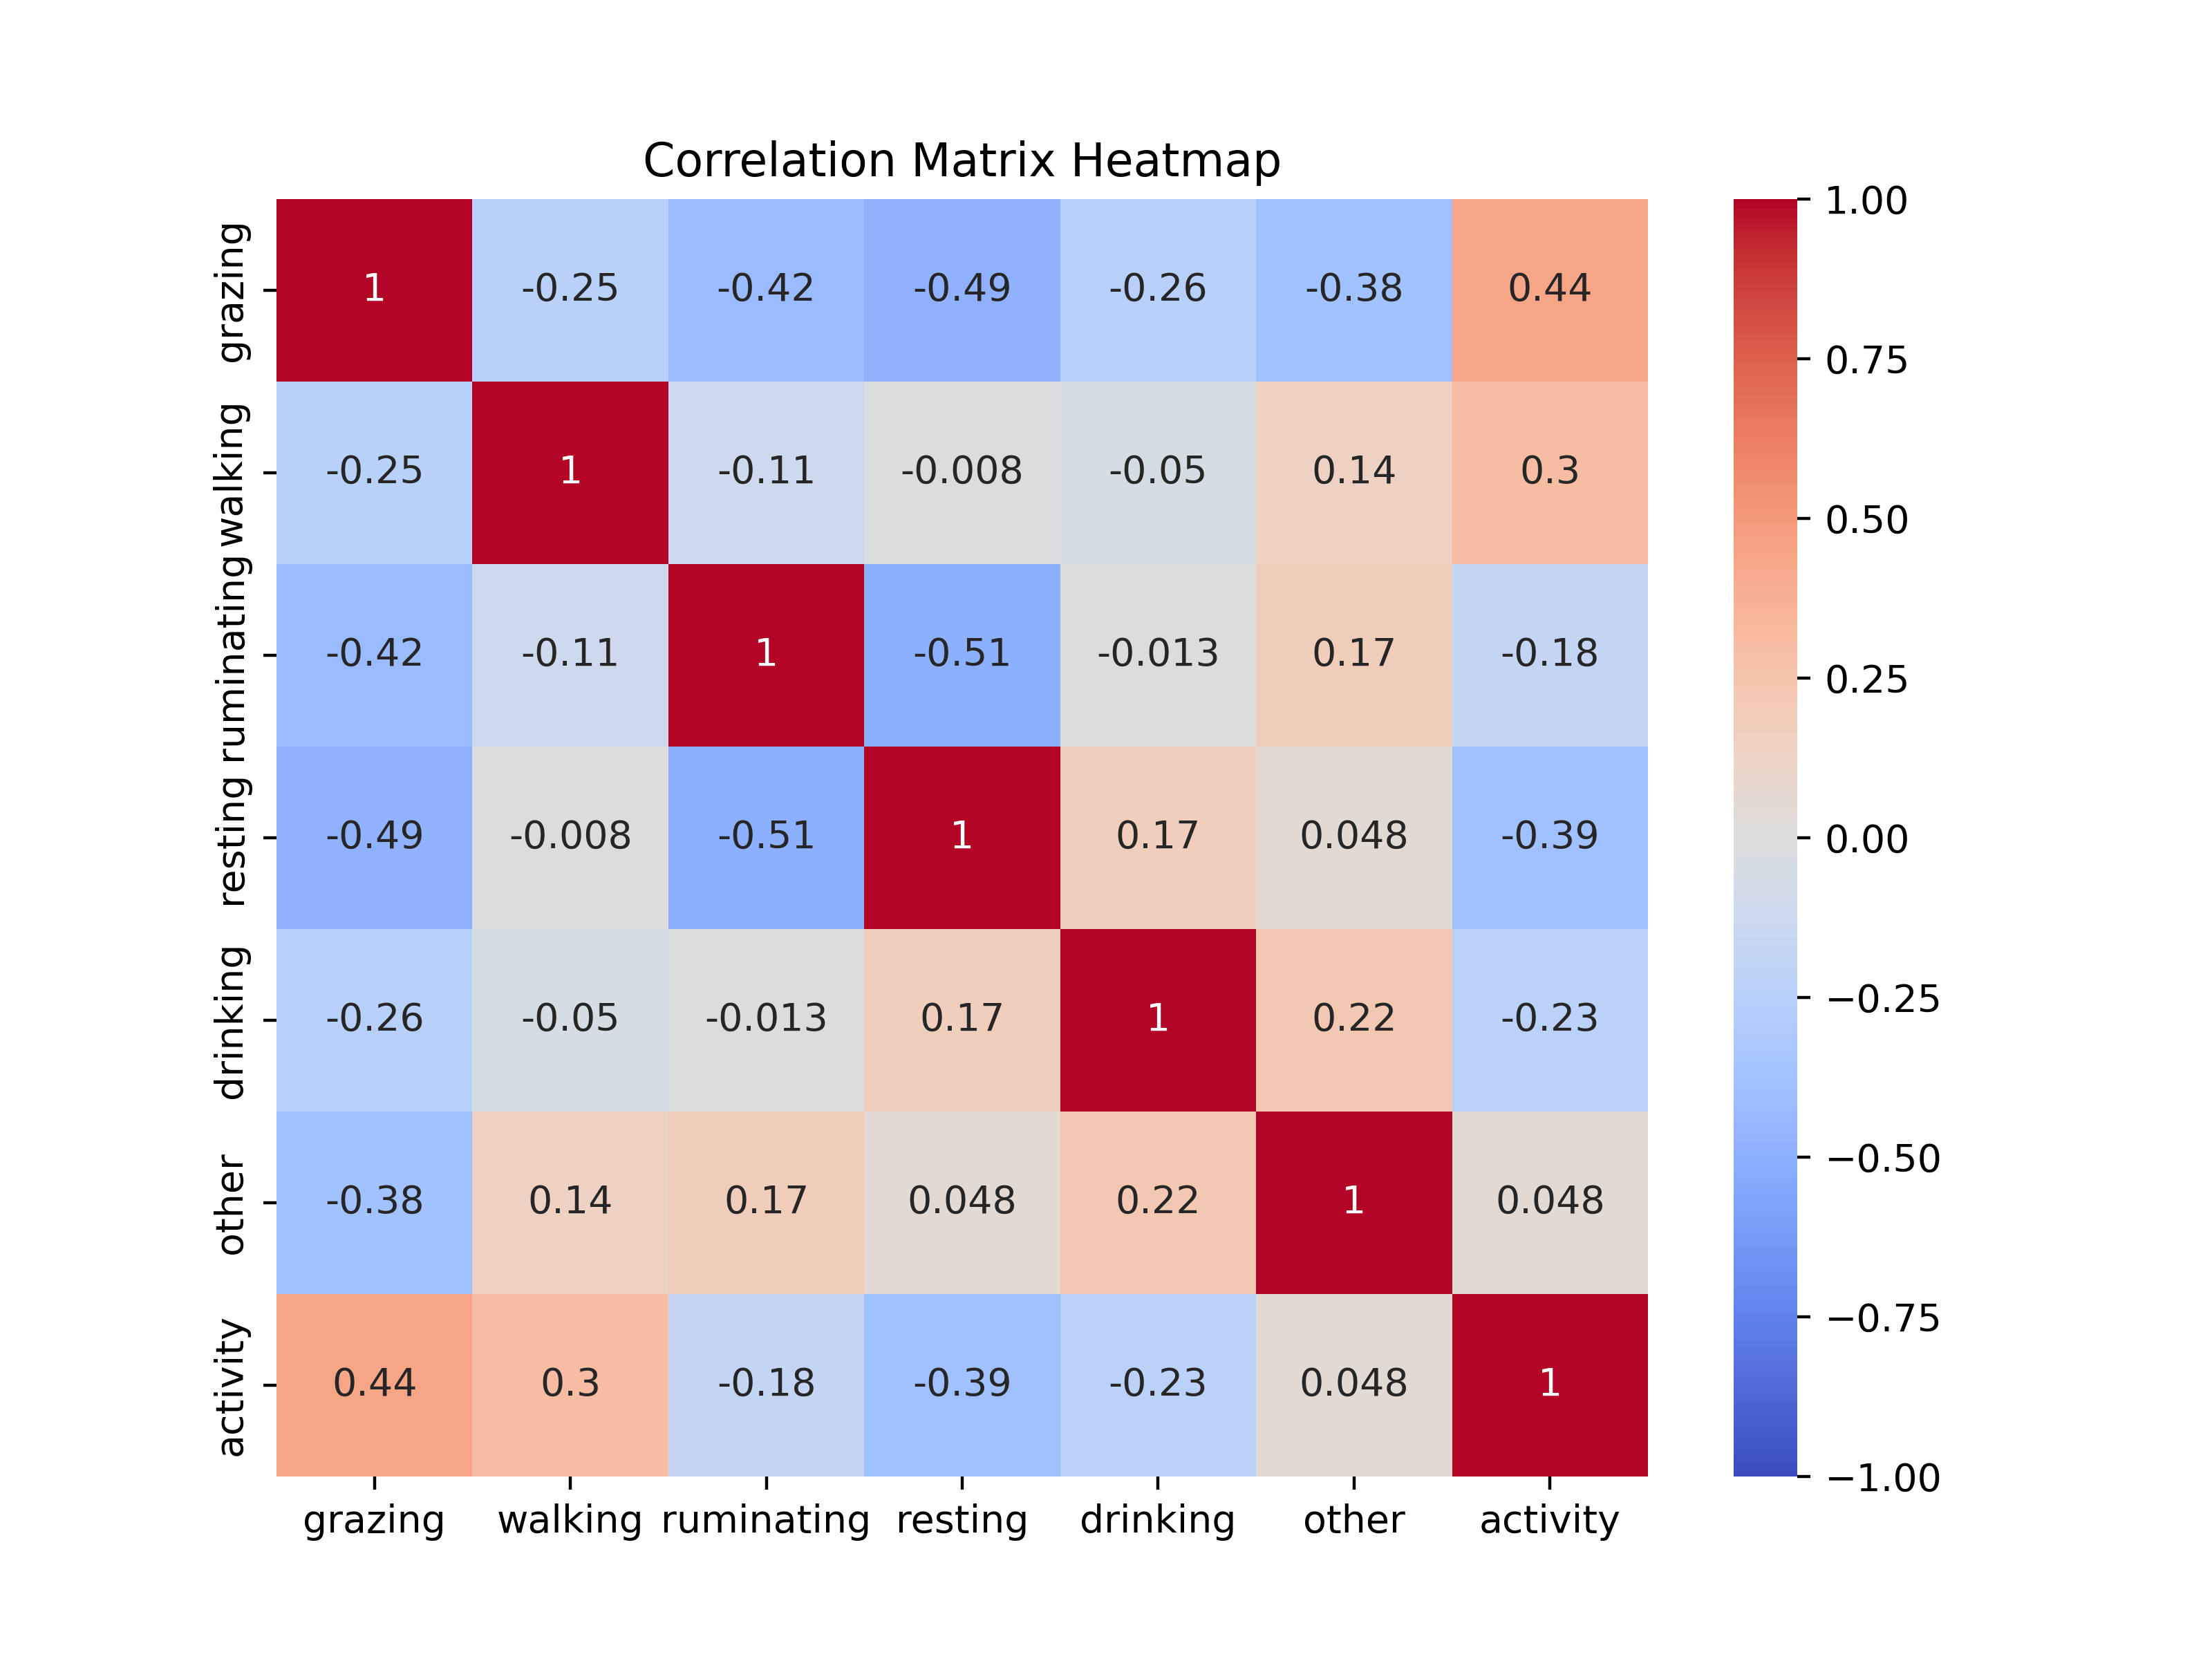 Correlation Matrix Heatmap
grazing 1 -0.25 -0.42 -0.49 -0.26 -0.38 0.44
walking -0.25 1 -0.11 -0.008 -0.05 0.14 0.3
ruminating -0.42 -0.11 1 -0.51 -0.013 0.17 -0.18
resting -0.49 -0.008 -0.51 1 0.17 0.048 -0.39
drinking -0.26 -0.05 -0.013 0.17 1 0.22 -0.23
other -0.38 0.14 0.17 0.048 0.22 1 0.048
activity 0.44 0.3 -0.18 -0.39 -0.23 0.048 1
grazing walking ruminating resting drinking other activity
1.00
0.75
0.50
0.25
0.00
−0.25
−0.50
−0.75
−1.00